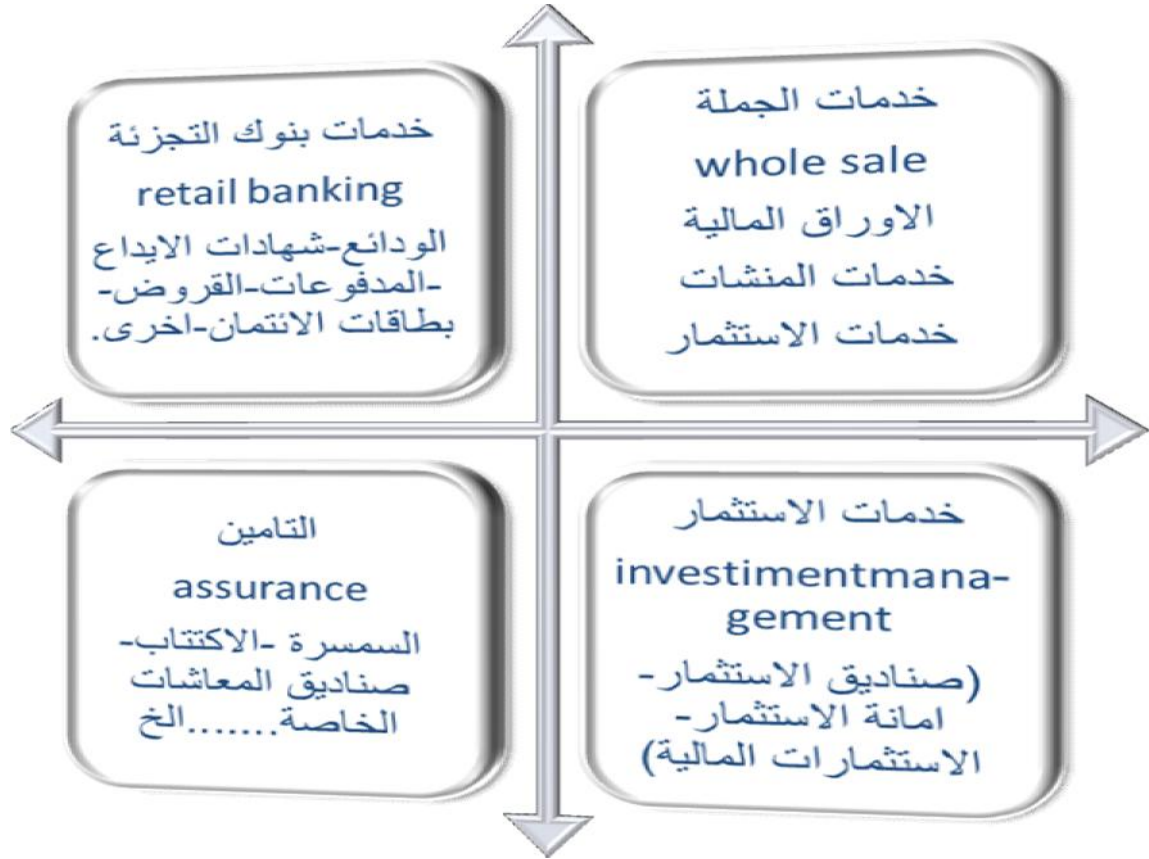 خدمات الجملة
whole sale
الاوراق المالية
خدمات المنشات
خدمات الاستثمار
خدمات بنوك التجزئة
retail banking
الودائع-شهادات الايداع
-المدفوعات-القروض-
بطاقات الائتمان-اخرى.
خدمات الاستثمار
investimentmana-
gement
(صناديق الاستثمار-
امانة الاستثمار-
الاستثمارات المالية)
التامين
assurance
السمسرة -الاكتتاب-
صناديق المعاشات
الخاصة.......الخ